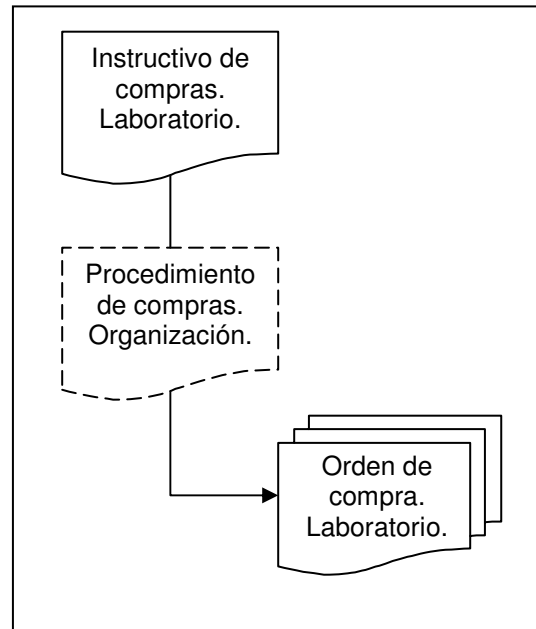 Instructivo de
compras.
Laboratorio.
Procedimiento
de compras.
Organización.
Orden de
compra.
Laboratorio.